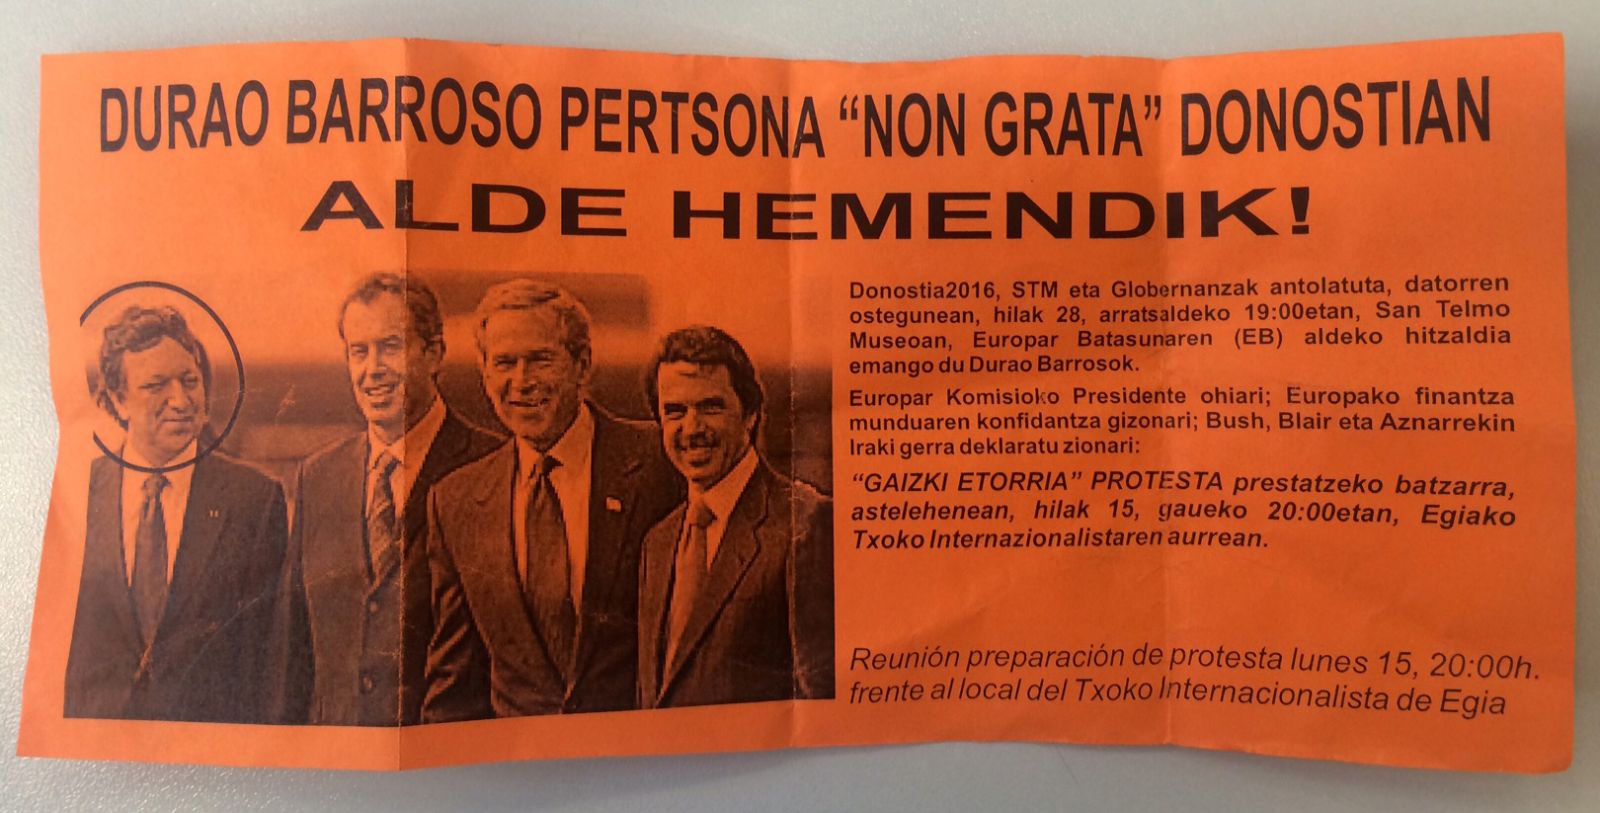 DURAO BARROSO PERTSONA “NON GRATA” DONOSTIAN
ALDE HEMENDIK!
Donostia2016, STM eta Globernanzak antolatuta, datorren
ostegunean, hilak 28, arratsaldeko 19:00etan, San Telmo
Museoan, Europar Batasunaren (EB) aldeko hitzaldia
emango du Durao Barrosok.
Europar Komisioko Presidente ohiari; Europako finantza
munduaren konfidantza gizonari; Bush, Blair eta Aznarrekin
Iraki gerra deklaratu zionari:
“GAIZKI ETORRIA” PROTESTA prestatzeko batzarra,
astelehenean, hilak 15, gaueko 20:00etan, Egiako
Txoko Internazionalistaren aurrean.
Reunión preparación de protesta lunes 15, 20:00h.
frente al local del Txoko Internacionalista de Egia